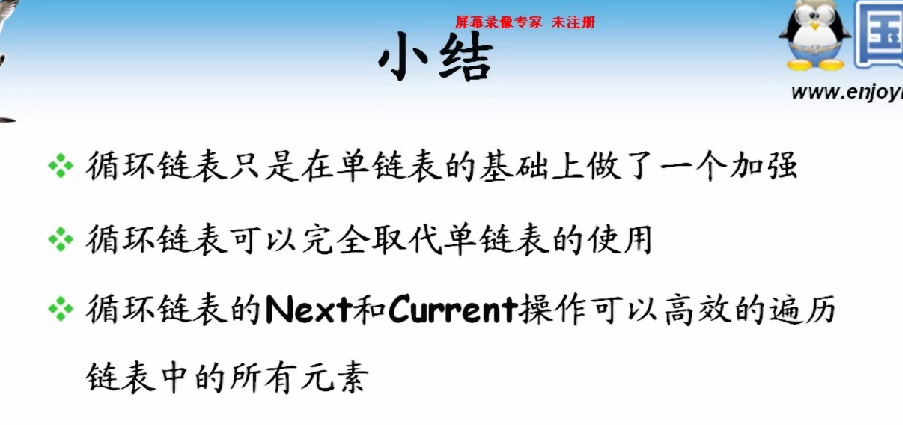 屏幕录像专家 未注册
小结
国
www.enjoy
循环链表只是在单链表的基础上做了一个加强
循环链表可以完全取代单链表的使用
循环链表的Next和Current操作可以高效的遍历
链表中的所有元素